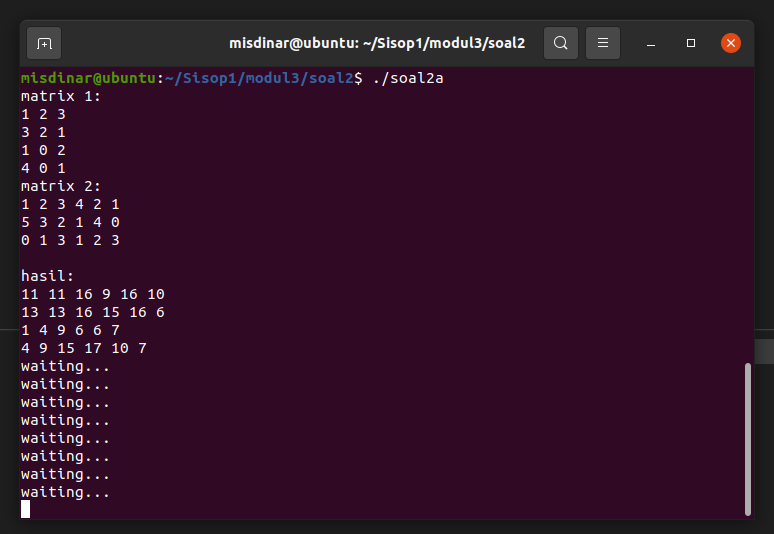 misdinar@ubuntu: ~/Sisop1/modul3/soal2
misdinar@ubuntu:~/Sisop1/modul3/soal2$ ./soal2a
matrix 1:
1 2 3
3 2 1
1 0 2
4 0 1
matrix 2:
1 2 3 4 2 1
5 3 2 1 4 0
0 1 3 1 2 3
hasil:
11 11 16 9 16 10
13 13 16 15 16 6
1 4 9 6 6 7
4 9 15 17 10 7
waiting...
waiting...
waiting...
waiting...
waiting...
waiting...
waiting...
waiting...